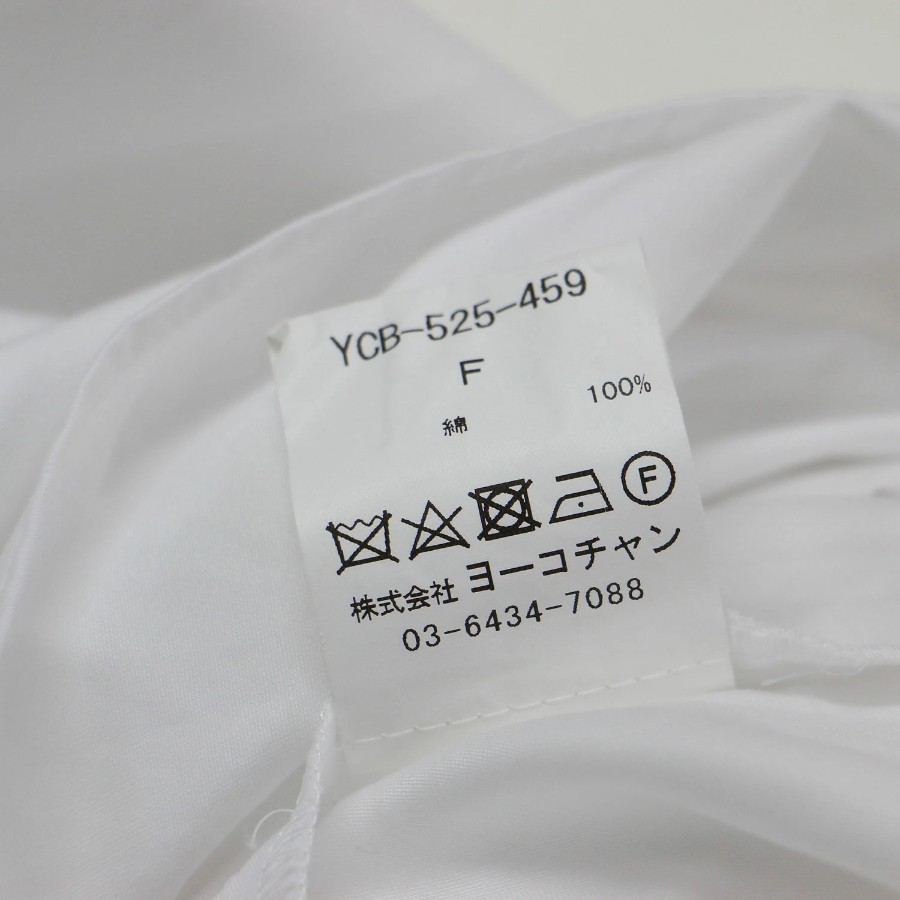 YCB-525-459
F
綿 100%
F
株式会社 ヨーコチャン
03-6434-7088